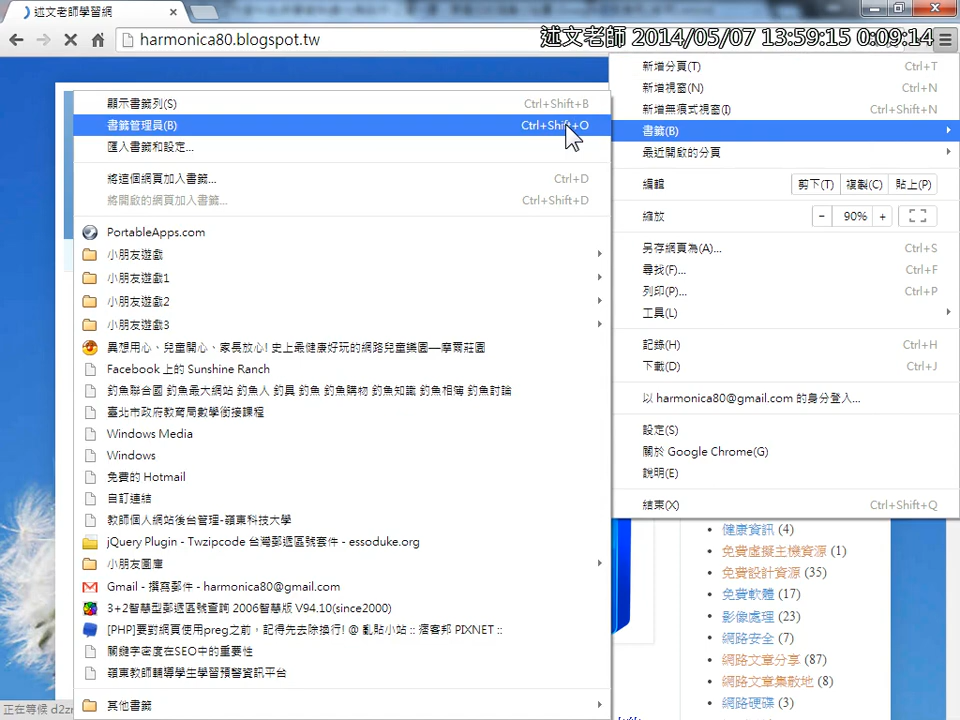 述文老師學習網
harmonica80.blogspot.tw
述文老師 2014/05/07 13:59:15 0:09:14
新增分頁(T) Ctrl+T
新增視窗(N) Ctrl+N
新增無痕式視窗(I) Ctrl+Shift+N
書籤(B)
最近開啟的分頁
編輯 剪下(T) 複製(C) 貼上(P)
縮放 − 90% +
另存網頁為(A)... Ctrl+S
尋找(F)... Ctrl+F
列印(P)... Ctrl+P
工具(L)
記錄(H) Ctrl+H
下載(D) Ctrl+J
以 harmonica80@gmail.com 的身分登入...
設定(S)
關於 Google Chrome(G)
說明(E)
結束(X) Ctrl+Shift+Q
顯示書籤列(S) Ctrl+Shift+B
書籤管理員(B) Ctrl+Shift+O
匯入書籤和設定...
將這個網頁加入書籤... Ctrl+D
將開啟的網頁加入書籤... Ctrl+Shift+D
PortableApps.com
小朋友遊戲
小朋友遊戲1
小朋友遊戲2
小朋友遊戲3
異想用心、兒童開心、家長放心! 史上最健康好玩的網路兒童樂園—摩爾莊園
Facebook 上的 Sunshine Ranch
釣魚聯合國 釣魚最大網站 釣魚人 釣具 釣魚 釣魚購物 釣魚知識 釣魚相簿 釣魚討論
臺北市政府教育局數學銜接課程
Windows Media
Windows
免費的 Hotmail
自訂連結
教師個人網站後台管理-嶺東科技大學
jQuery Plugin - Twzipcode 台灣郵遞區號套件 - essoduke.org
小朋友圖庫
Gmail - 撰寫郵件 - harmonica80@gmail.com
3+2智慧型郵遞區號查詢 2006智慧版 V94.10(since2000)
[PHP]要對網頁使用preg之前，記得先去除換行! @ 亂貼小站 :: 痞客邦 PIXNET ::
關鍵字密度在SEO中的重要性
嶺東教師輔導學生學習預警資訊平台
其他書籤
健康資訊 (4)
免費虛擬主機資源 (1)
免費設計資源 (35)
免費軟體 (17)
影像處理 (23)
網路安全 (7)
網路文章分享 (87)
網路文章集散地 (8)
網路硬碟 (3)
正在等候 d2zr